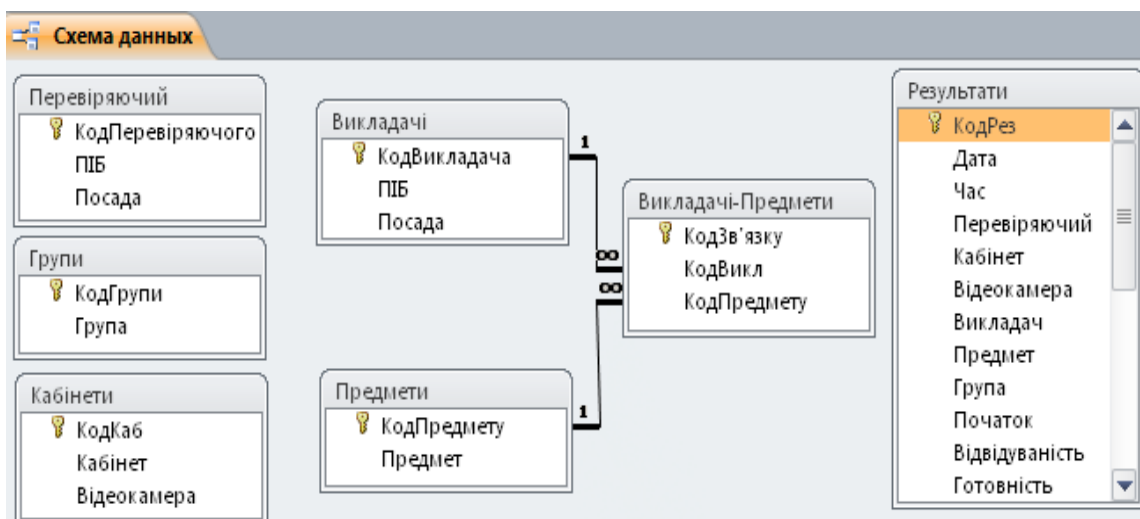 Схема данных
Перевіряючий
КодПеревіряючого
ПІБ
Посада
Групи
КодГрупи
Група
Кабінети
КодКаб
Кабінет
Відеокамера
Викладачі
КодВикладача
ПІБ
Посада
1
Предмети
КодПредмету
Предмет
1
Викладачі-Предмети
КодЗв'язку
КодВикл
КодПредмету
∞
∞
Результати
КодРез
Дата
Час
Перевіряючий
Кабінет
Відеокамера
Викладач
Предмет
Група
Початок
Відвідуваність
Готовність